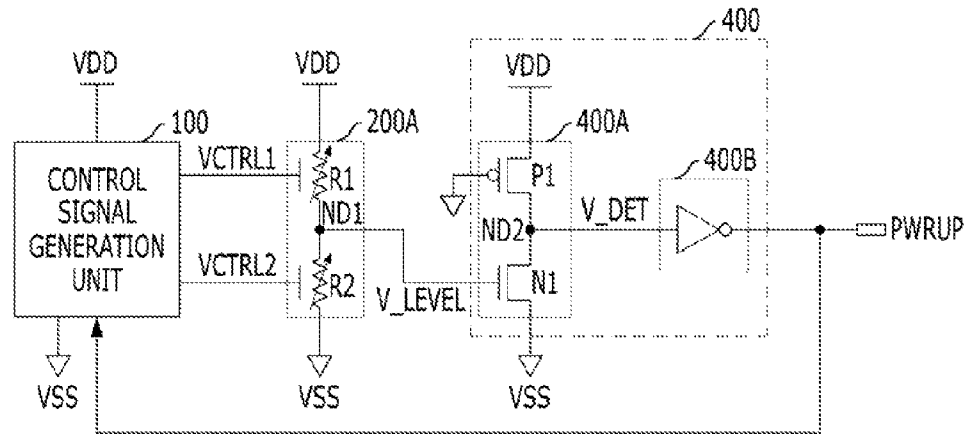 400
VDD
VDD
VDD
100
200A
400A
400B
CONTROL
SIGNAL
GENERATION
UNIT
VCTRL1
R1
P1
ND1
ND2
V_DET
PWRUP
VCTRL2
R2
V_LEVEL
N1
VSS
VSS
VSS